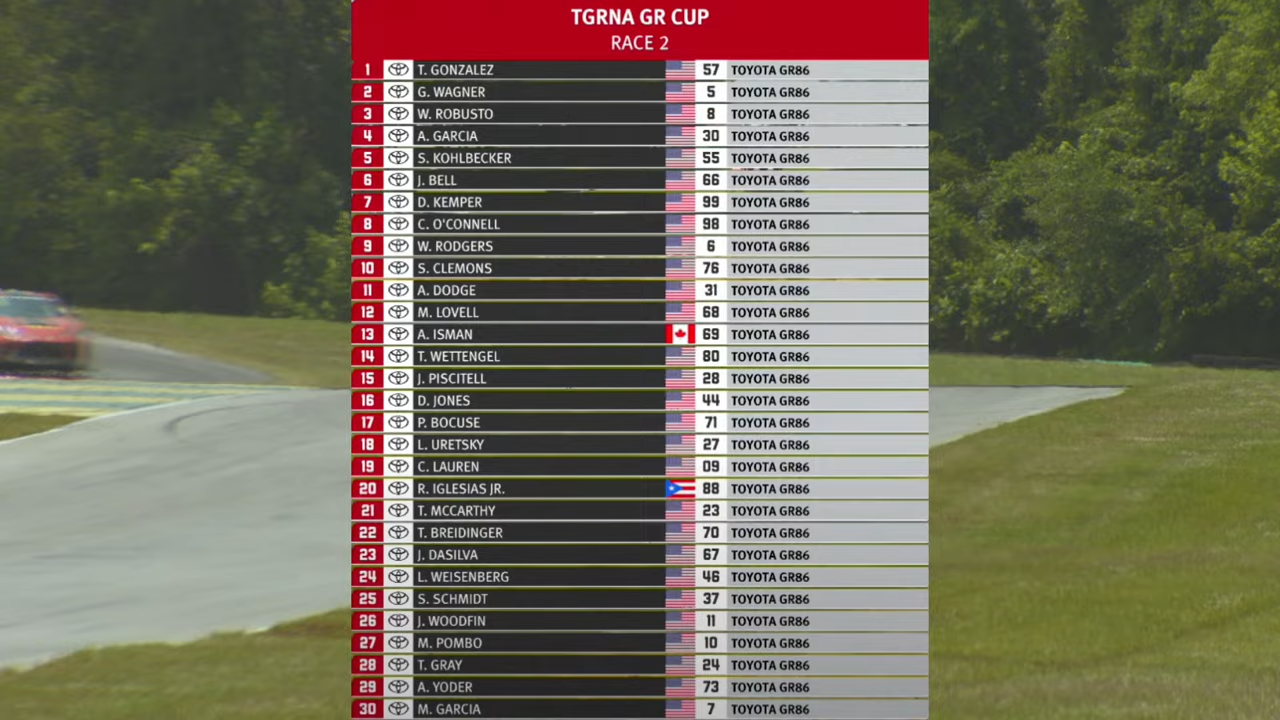 TGRNA GR CUP
RACE 2
1 T. GONZALEZ 57 TOYOTA GR86
2 G. WAGNER 5 TOYOTA GR86
3 W. ROBUSTO 8 TOYOTA GR86
4 A. GARCIA 30 TOYOTA GR86
5 S. KOHLBECKER 55 TOYOTA GR86
6 J. BELL 66 TOYOTA GR86
7 D. KEMPER 99 TOYOTA GR86
8 C. O'CONNELL 98 TOYOTA GR86
9 W. RODGERS 6 TOYOTA GR86
10 S. CLEMONS 76 TOYOTA GR86
11 A. DODGE 31 TOYOTA GR86
12 M. LOVELL 68 TOYOTA GR86
13 A. ISMAN 69 TOYOTA GR86
14 T. WETTENGEL 80 TOYOTA GR86
15 J. PISCITELL 28 TOYOTA GR86
16 D. JONES 44 TOYOTA GR86
17 P. BOCUSE 71 TOYOTA GR86
18 L. URETSKY 27 TOYOTA GR86
19 C. LAUREN 09 TOYOTA GR86
20 R. IGLESIAS JR. 88 TOYOTA GR86
21 T. MCCARTHY 23 TOYOTA GR86
22 T. BREIDINGER 70 TOYOTA GR86
23 J. DASILVA 67 TOYOTA GR86
24 L. WEISENBERG 46 TOYOTA GR86
25 S. SCHMIDT 37 TOYOTA GR86
26 J. WOODFIN 11 TOYOTA GR86
27 M. POMBO 10 TOYOTA GR86
28 T. GRAY 24 TOYOTA GR86
29 A. YODER 73 TOYOTA GR86
30 M. GARCIA 7 TOYOTA GR86